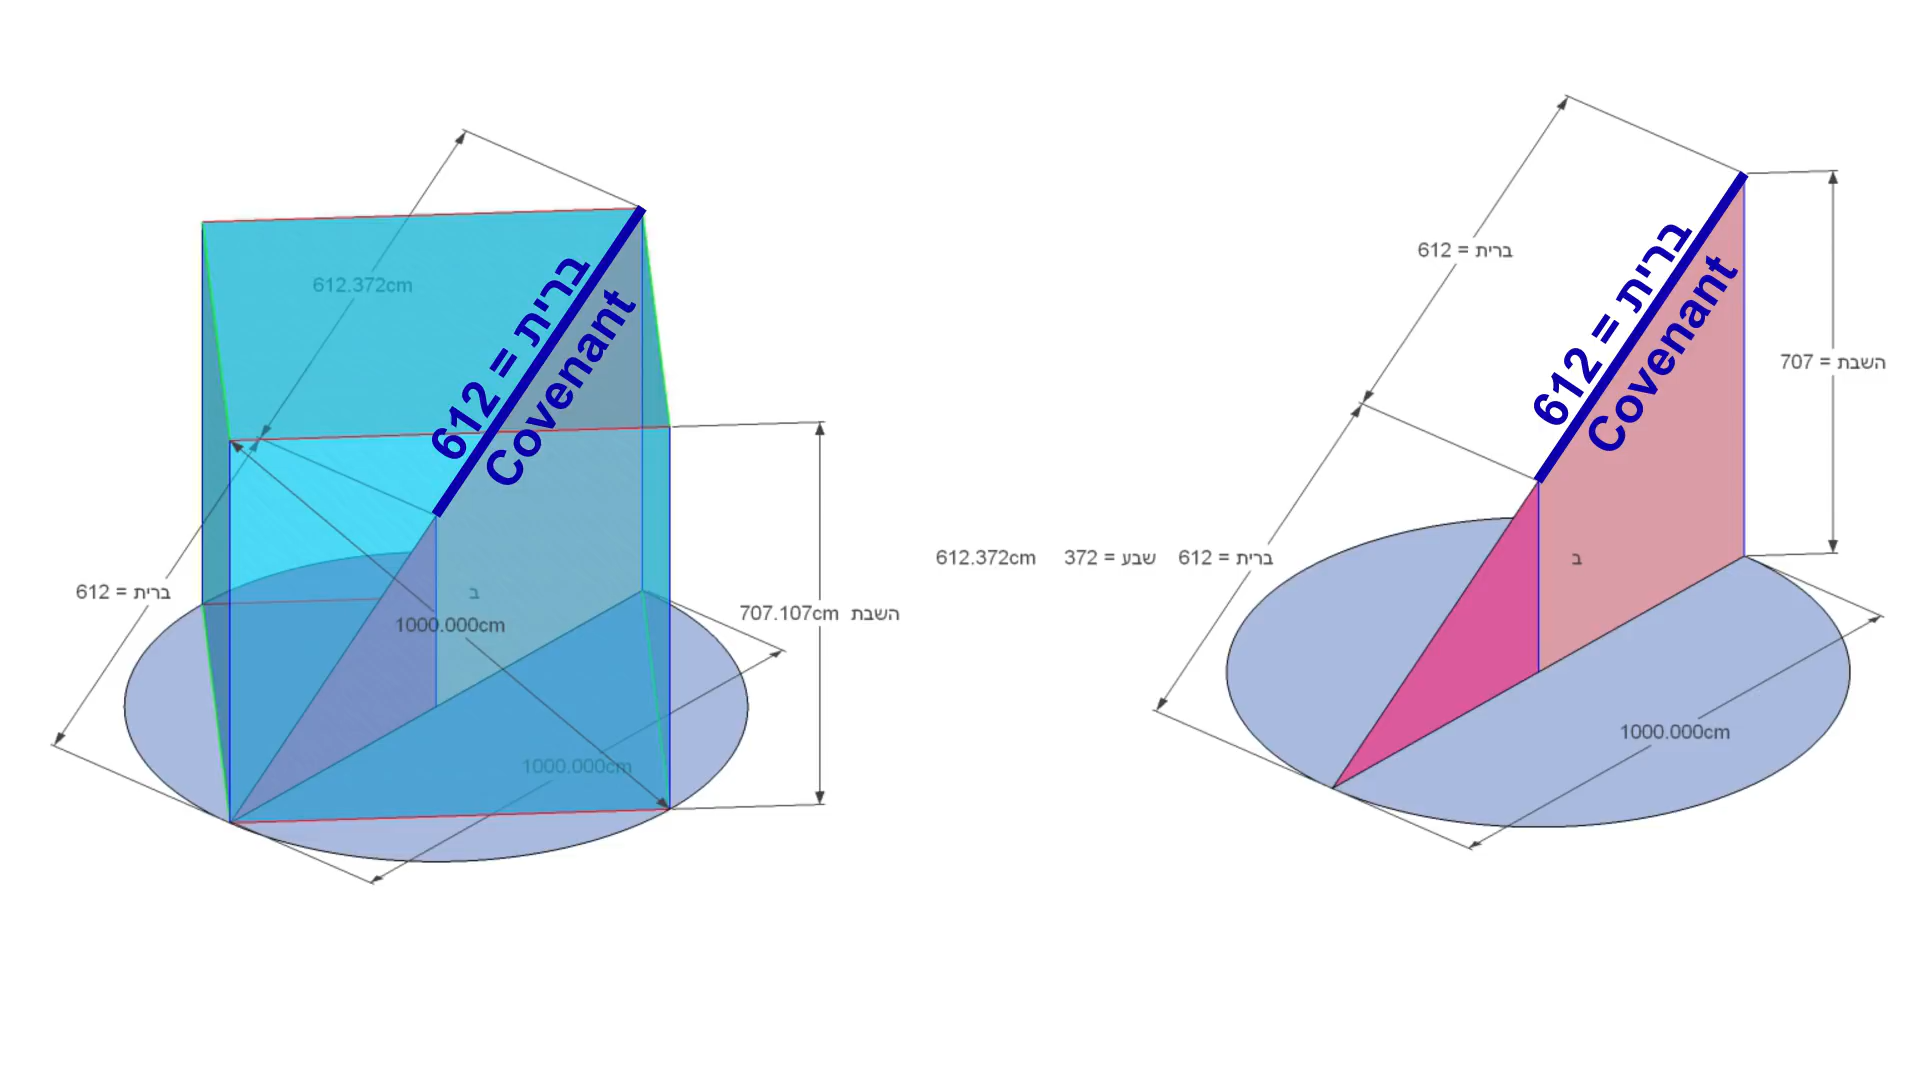 612.372cm
ברית = 612
Covenant
ברית = 612
ב
1000.000cm
707.107cm השבת
1000.000cm
ברית = 612
ברית = 612
Covenant
השבת = 707
612.372cm שבע = 372 ברית = 612
ב
1000.000cm